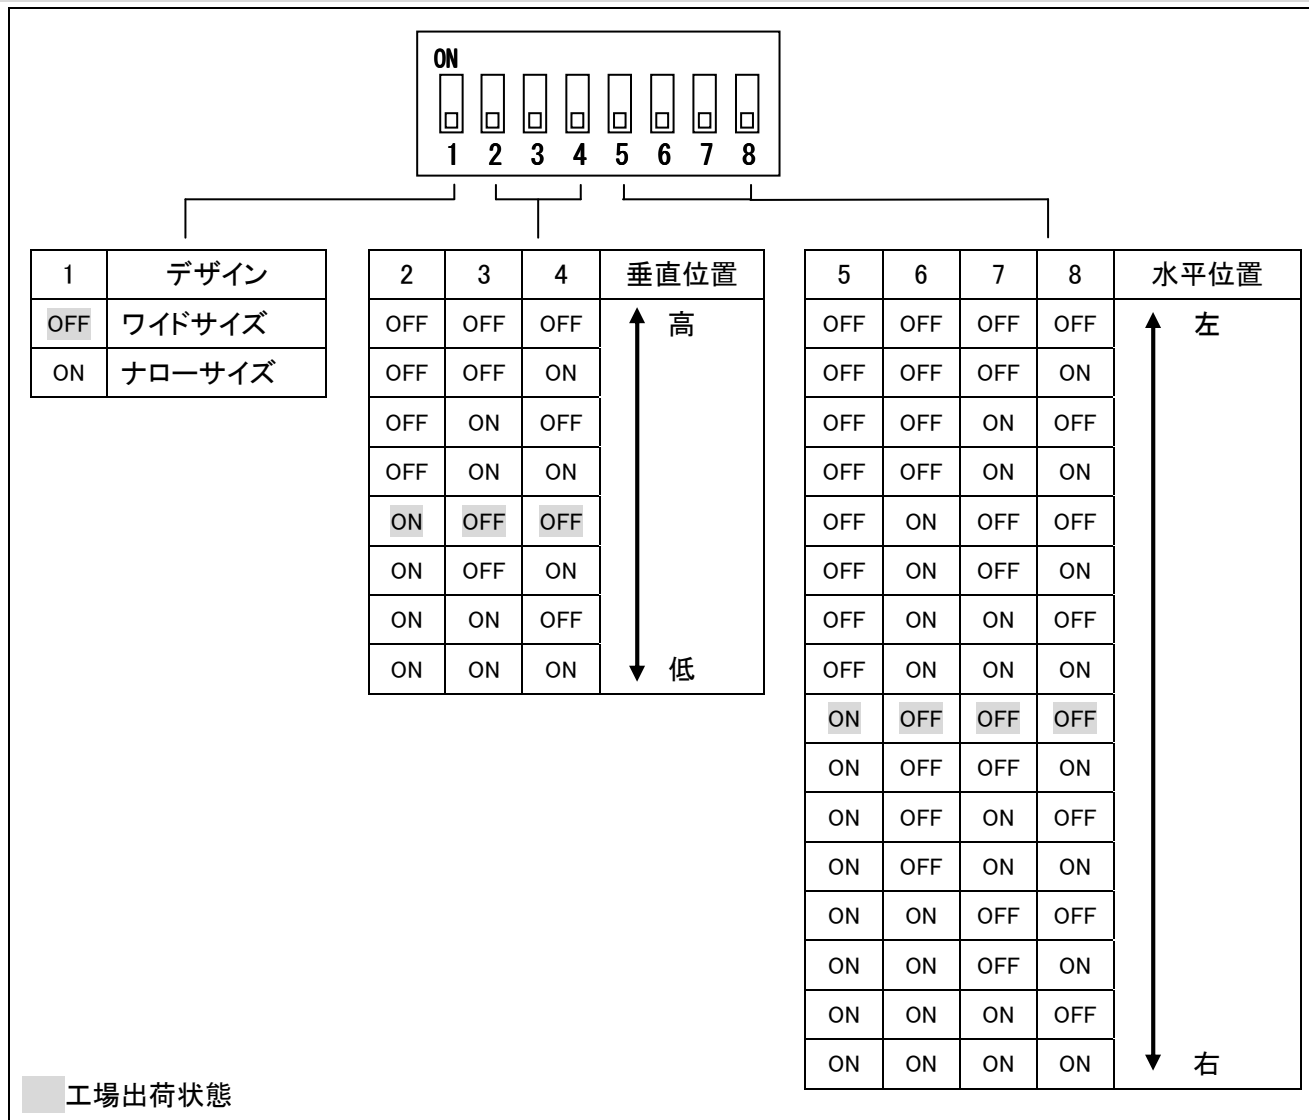 ON
1 2 3 4 5 6 7 8
1 デザイン
OFF ワイドサイズ
ON ナローサイズ
2 3 4 垂直位置
OFF OFF OFF 高
OFF OFF ON
OFF ON OFF
OFF ON ON
ON OFF OFF
ON OFF ON
ON ON OFF
ON ON ON 低
5 6 7 8 水平位置
OFF OFF OFF OFF 左
OFF OFF OFF ON
OFF OFF ON OFF
OFF OFF ON ON
OFF ON OFF OFF
OFF ON OFF ON
OFF ON ON OFF
OFF ON ON ON
ON OFF OFF OFF
ON OFF OFF ON
ON OFF ON OFF
ON OFF ON ON
ON ON OFF OFF
ON ON OFF ON
ON ON ON OFF
ON ON ON ON 右
工場出荷状態